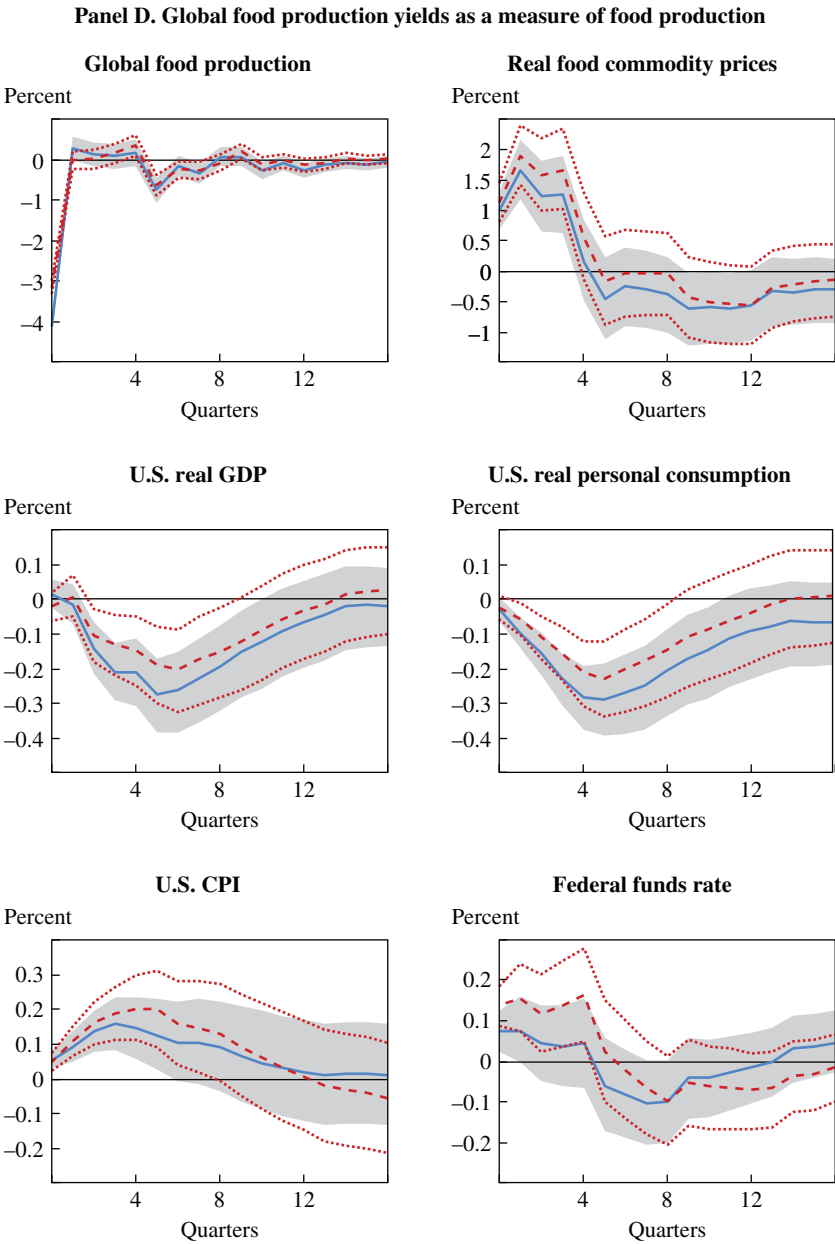 Panel D. Global food production yields as a measure of food production
Global food production
Percent
0
–1
–2
–3
–4
4
8
12
Quarters
Real food commodity prices
Percent
2
1.5
1
0.5
0
–0.5
–1
4
8
12
Quarters
U.S. real GDP
Percent
0.1
0
–0.1
–0.2
–0.3
–0.4
4
8
12
Quarters
U.S. real personal consumption
Percent
0.1
0
–0.1
–0.2
–0.3
–0.4
4
8
12
Quarters
U.S. CPI
Percent
0.3
0.2
0.1
0
–0.1
–0.2
4
8
12
Quarters
Federal funds rate
Percent
0.2
0.1
0
–0.1
–0.2
4
8
12
Quarters